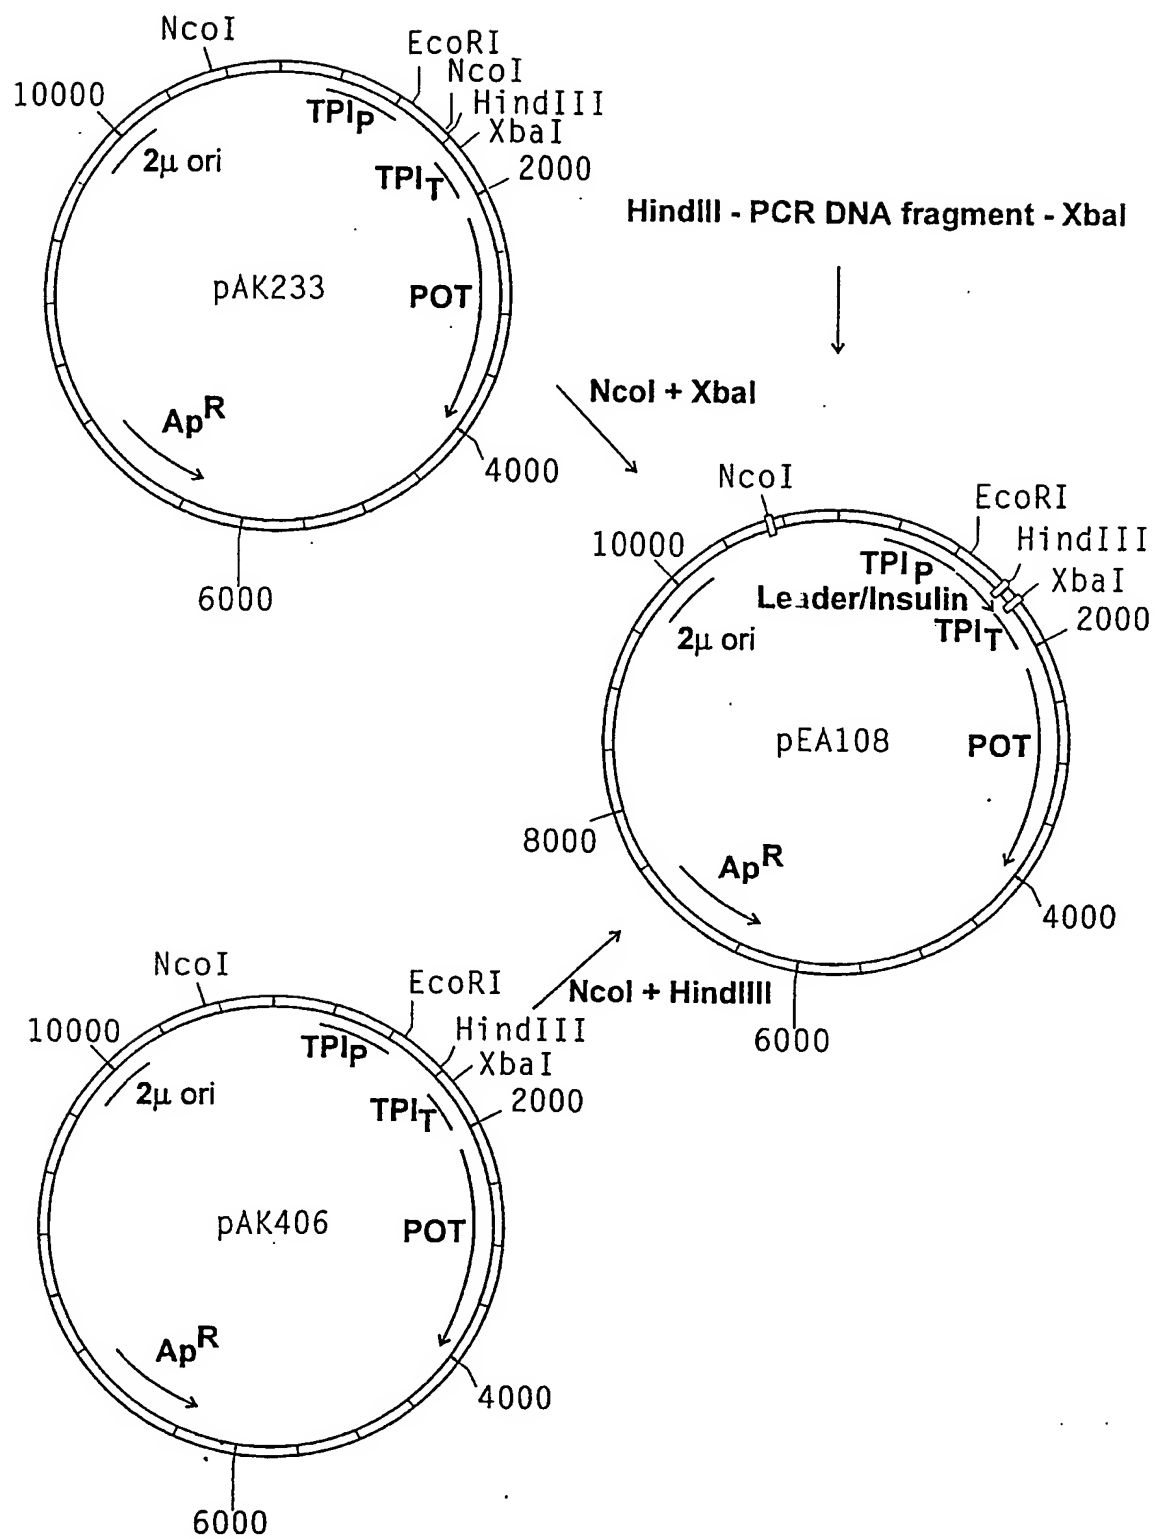 NcoI
EcoRI
NcoI
HindIII
XbaI
10000
TPIP
2μ ori
TPIT
2000
HindIII - PCR DNA fragment - XbaI
pAK233
POT
NcoI + XbaI
ApR
4000
6000
NcoI
EcoRI
HindIII
XbaI
10000
TPIP
Leader/Insulin
2000
2μ ori
TPIT
pEA108
POT
8000
ApR
4000
6000
NcoI + HindIIII
NcoI
EcoRI
HindIII
XbaI
10000
TPIP
2μ ori
TPIT
2000
pAK406
POT
ApR
4000
6000